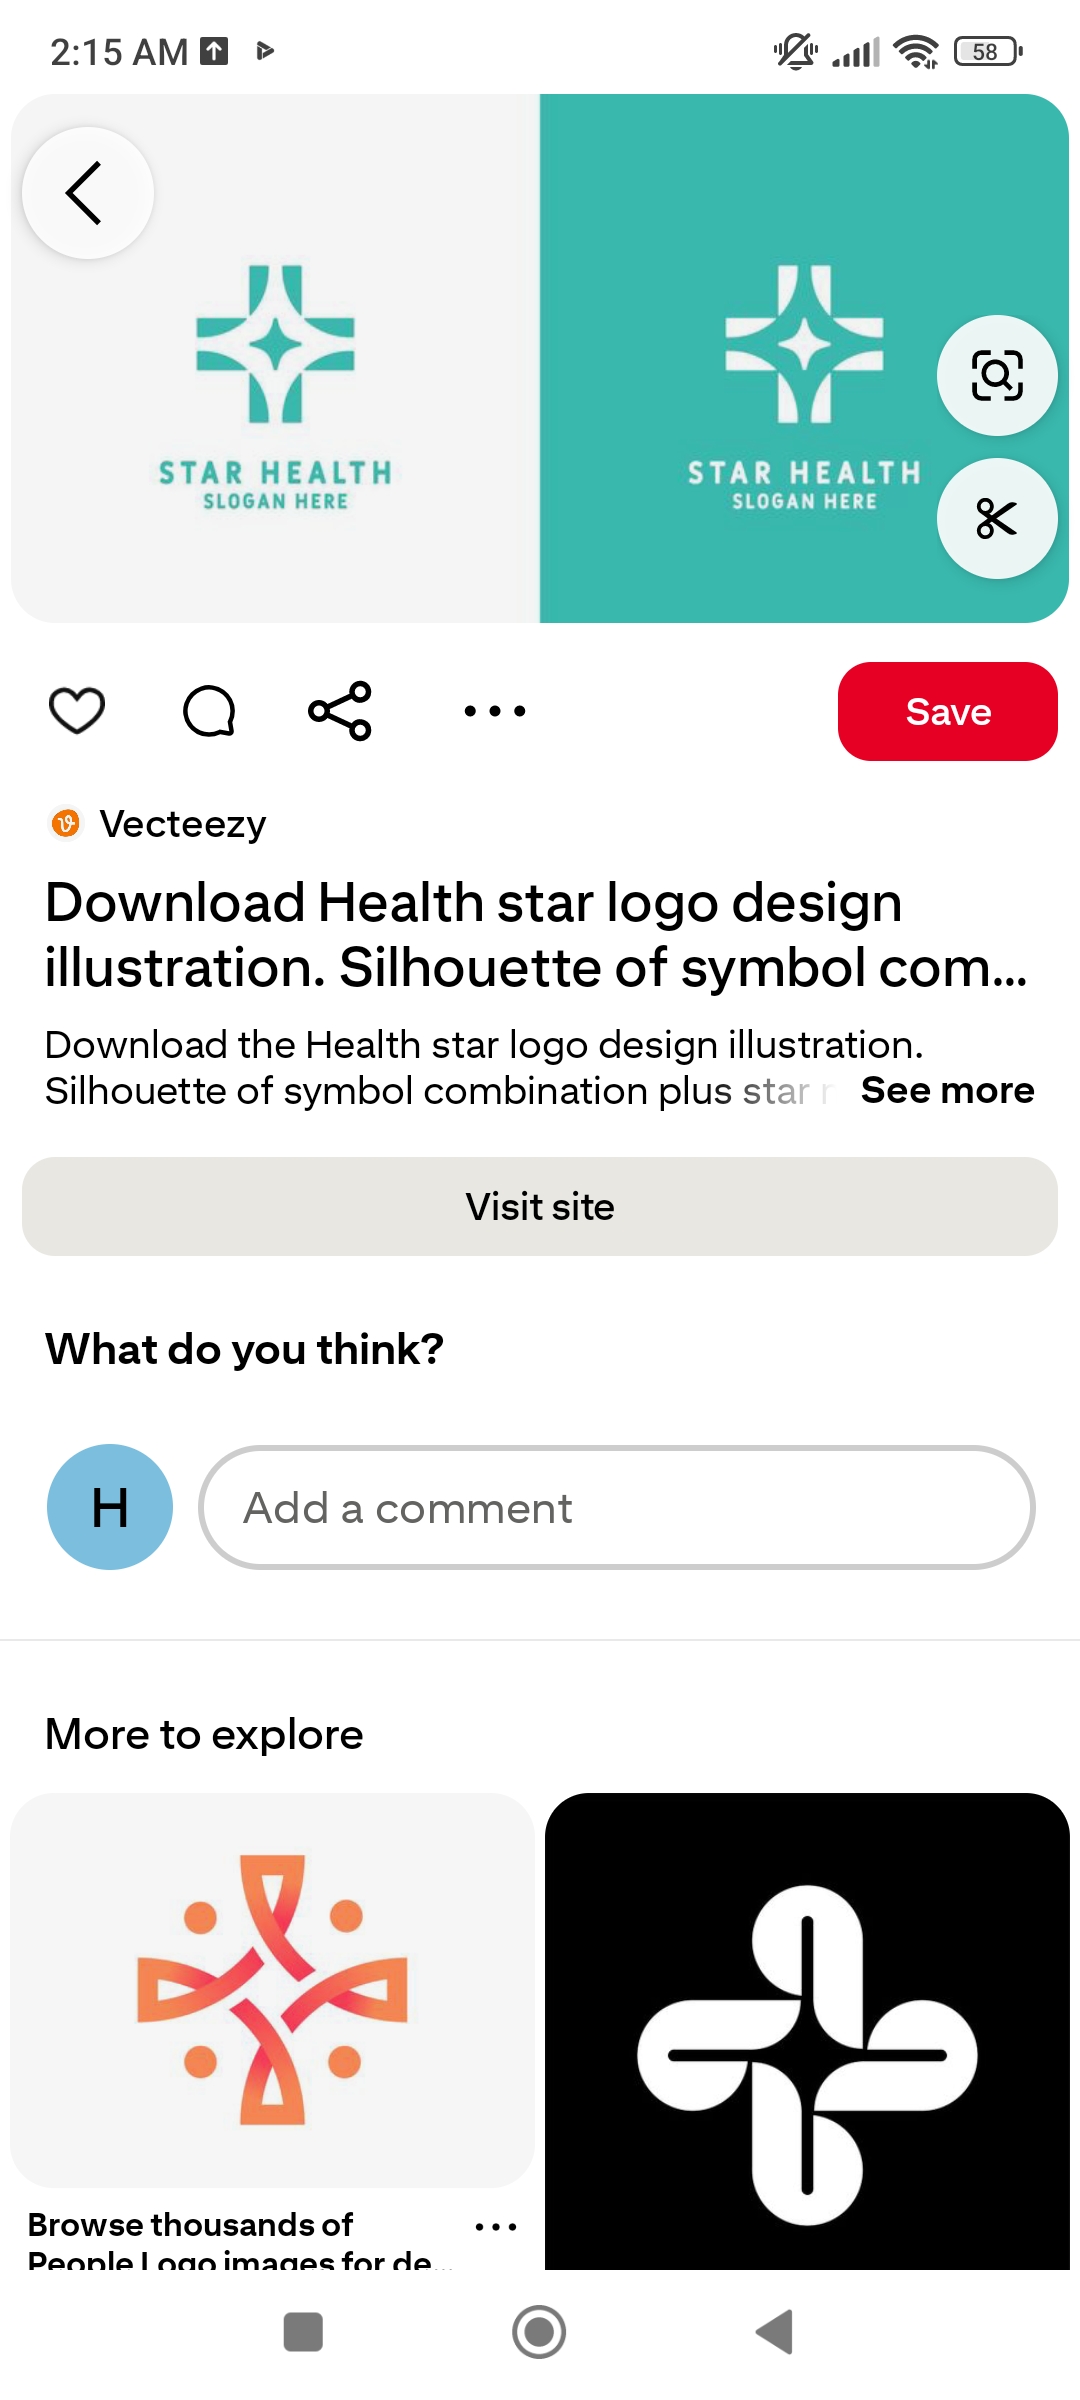 2:15 AM
58
STAR HEALTH
SLOGAN HERE
STAR HEALTH
SLOGAN HERE
Save
Vecteezy
Download Health star logo design
illustration. Silhouette of symbol com...
Download the Health star logo design illustration.
Silhouette of symbol combination plus star See more
Visit site
What do you think?
H
Add a comment
More to explore
Browse thousands of
People Logo images for de...